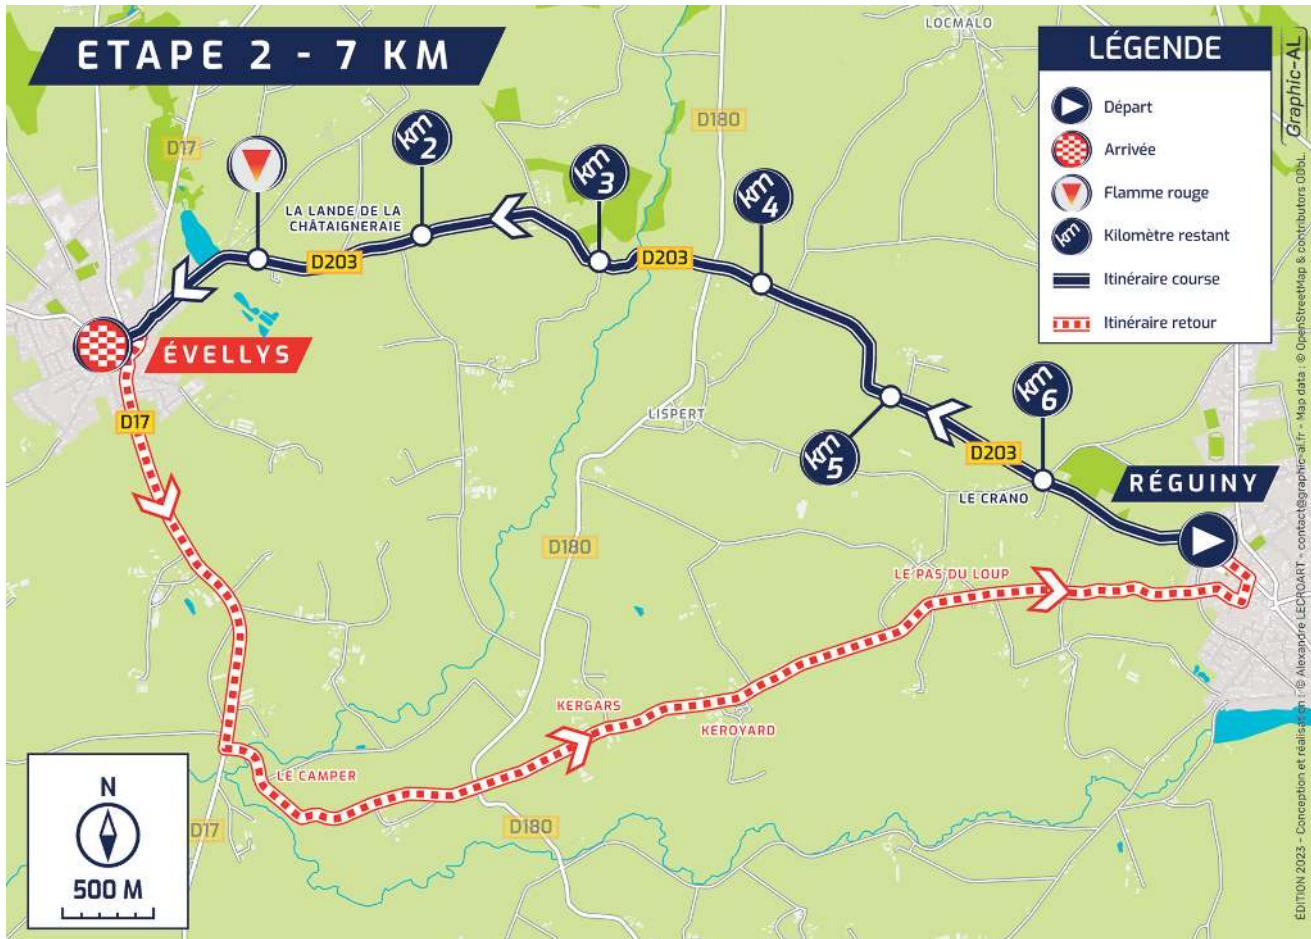 ETAPE 2 - 7 KM
LOCMALO
LÉGENDE
Départ
Arrivée
Flamme rouge
km
Kilomètre restant
Itinéraire course
Itinéraire retour
Graphic-AL
D17
km 2
D180
km 3
km 4
LA LANDE DE LA
CHÂTAIGNERAIE
D203
D203
ÉVELLYS
km 6
D17
LISPERT
km 5
D203
LE CRANO
RÉGUINY
D180
LE PAS DU LOUP
KERGARS
KEROYARD
LE CAMPER
D17
D180
N
500 M
ÉDITION 2023 - Conception et réalisation : © Alexandre LECROART - contact@graphic-al.fr - Map data : © OpenStreetMap & contributors ODbL.